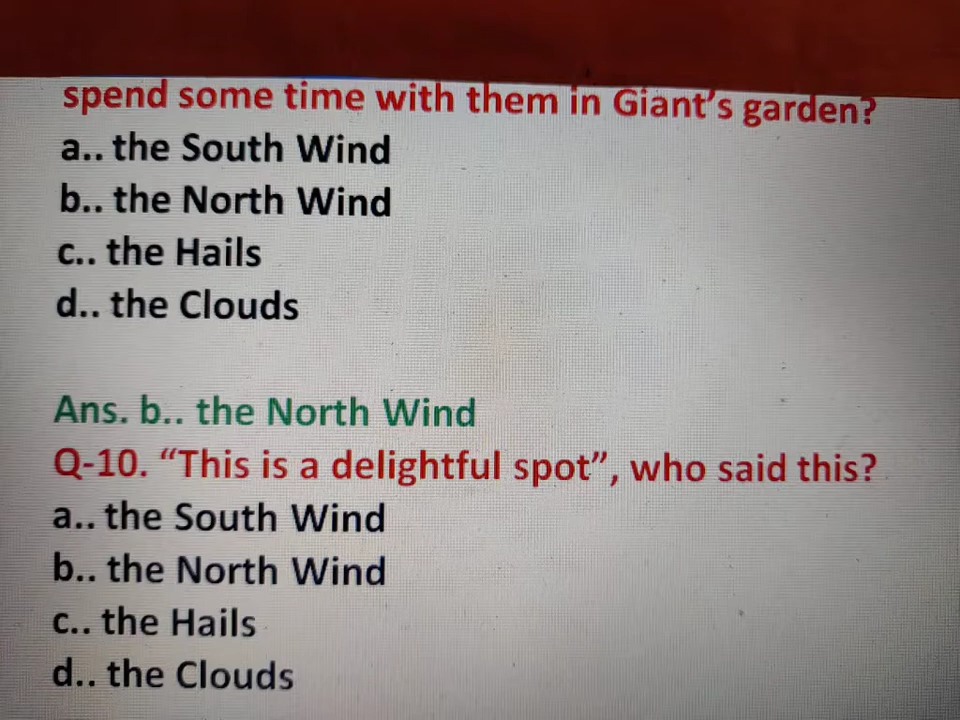 spend some time with them in Giant's garden?
a.. the South Wind
b.. the North Wind
c.. the Hails
d.. the Clouds
Ans. b.. the North Wind
Q-10. “This is a delightful spot”, who said this?
a.. the South Wind
b.. the North Wind
c.. the Hails
d.. the Clouds